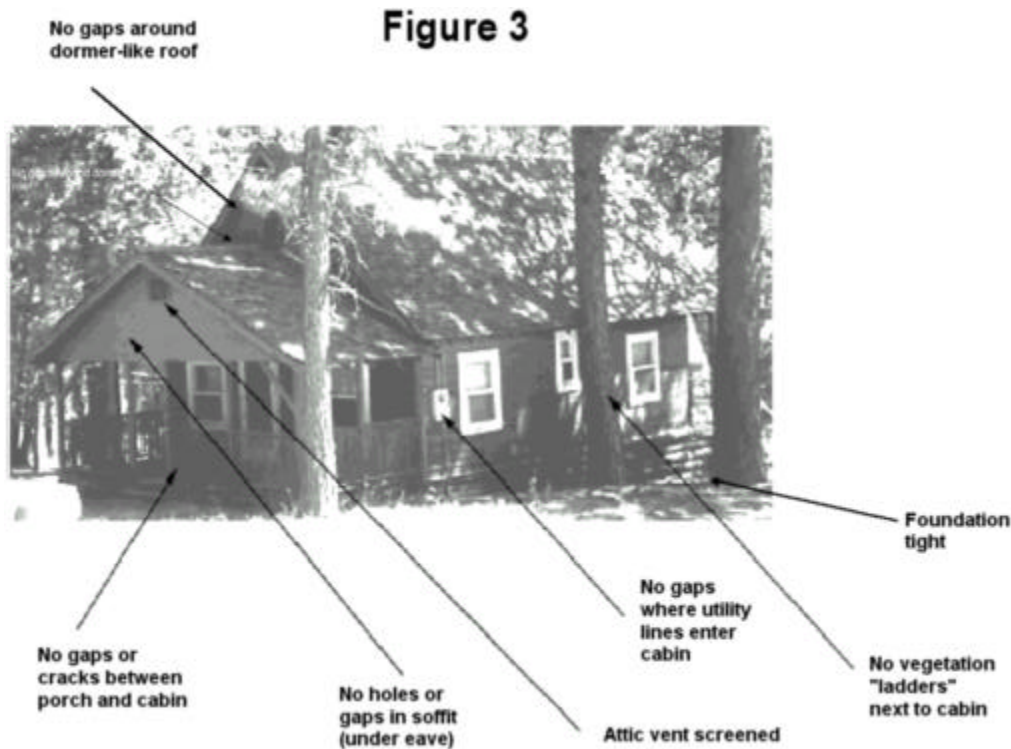 Figure 3
No gaps around
dormer-like roof
Foundation
tight
No gaps
where utility
lines enter
cabin
No gaps or
cracks between
porch and cabin
No holes or
gaps in soffit
(under eave)
Attic vent screened
No vegetation
"ladders"
next to cabin